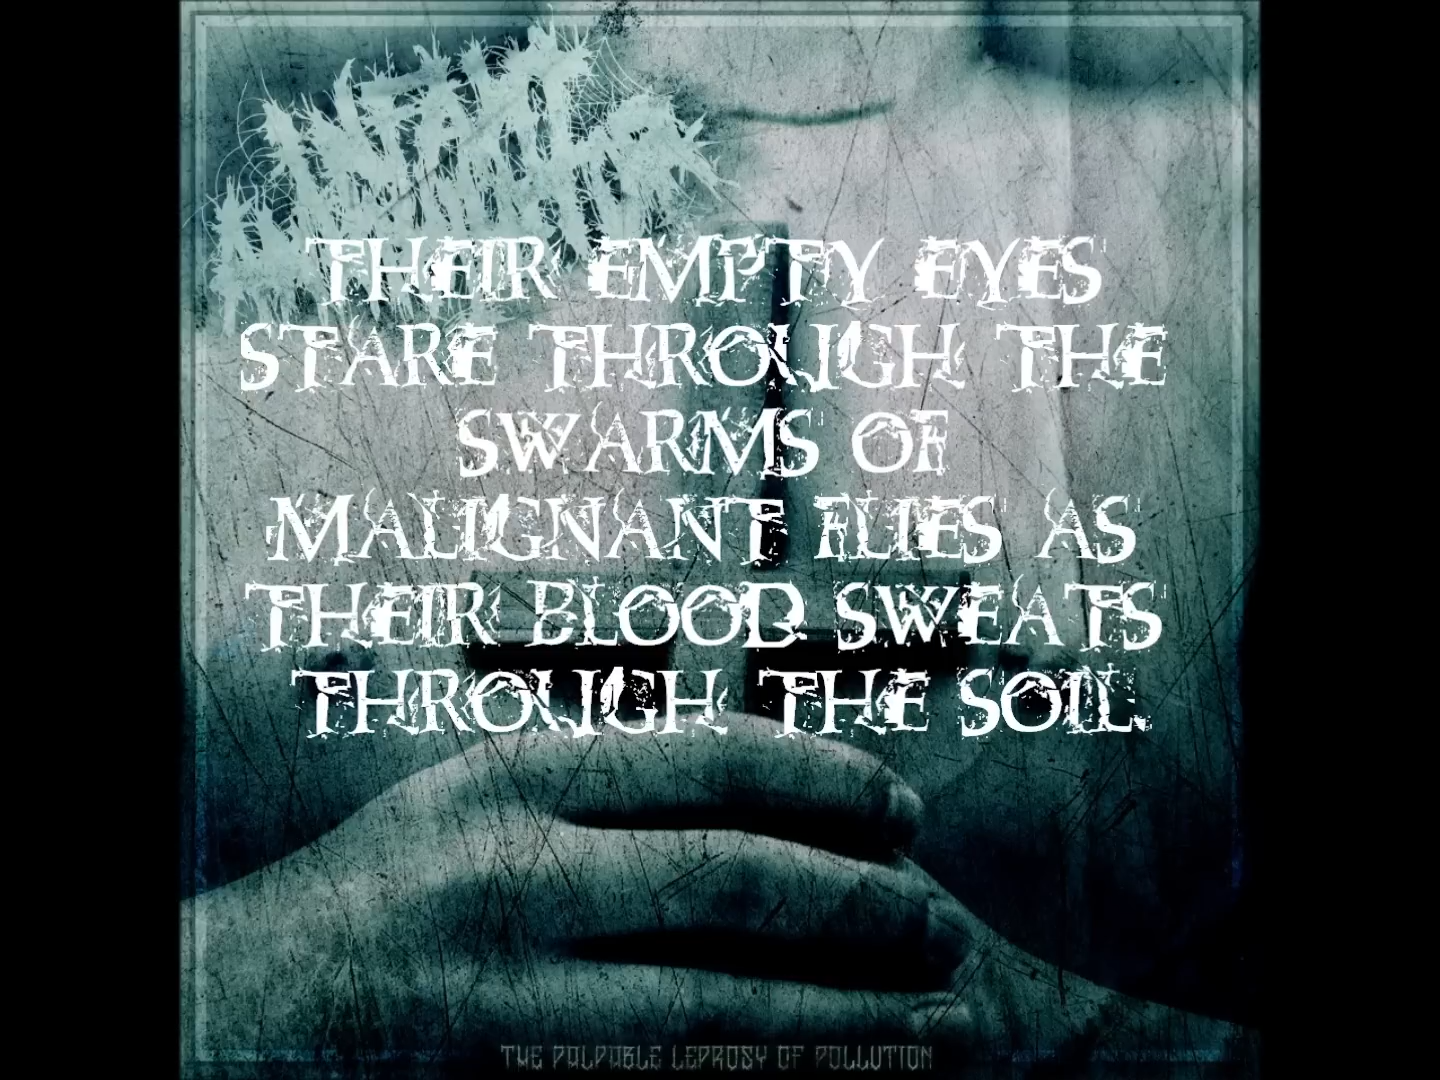 THEIR EMPTY EYES
STARE THROUGH THE
SWARMS OF
MALIGNANT FLIES AS
THEIR BLOOD SWEATS
THROUGH THE SOIL.
THE PALPABLE LEPROSY OF POLLUTION